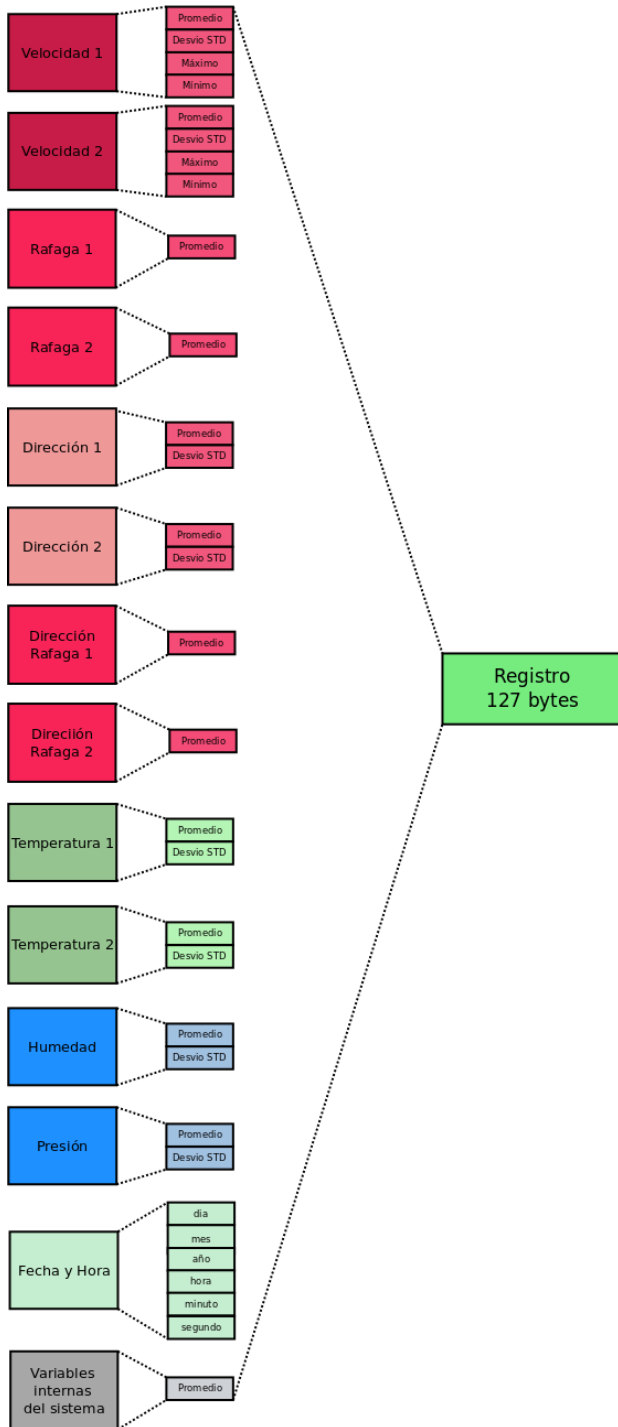 Velocidad 1
Promedio
Desvio STD
Máximo
Mínimo
Velocidad 2
Promedio
Desvio STD
Máximo
Mínimo
Rafaga 1
Promedio
Rafaga 2
Promedio
Dirección 1
Promedio
Desvio STD
Dirección 2
Promedio
Desvio STD
Dirección
Rafaga 1
Promedio
Direciión
Rafaga 2
Promedio
Registro
127 bytes
Temperatura 1
Promedio
Desvio STD
Temperatura 2
Promedio
Desvio STD
Humedad
Promedio
Desvio STD
Presión
Promedio
Desvio STD
Fecha y Hora
dia
mes
año
hora
minuto
segundo
Variables
internas
del sistema
Promedio